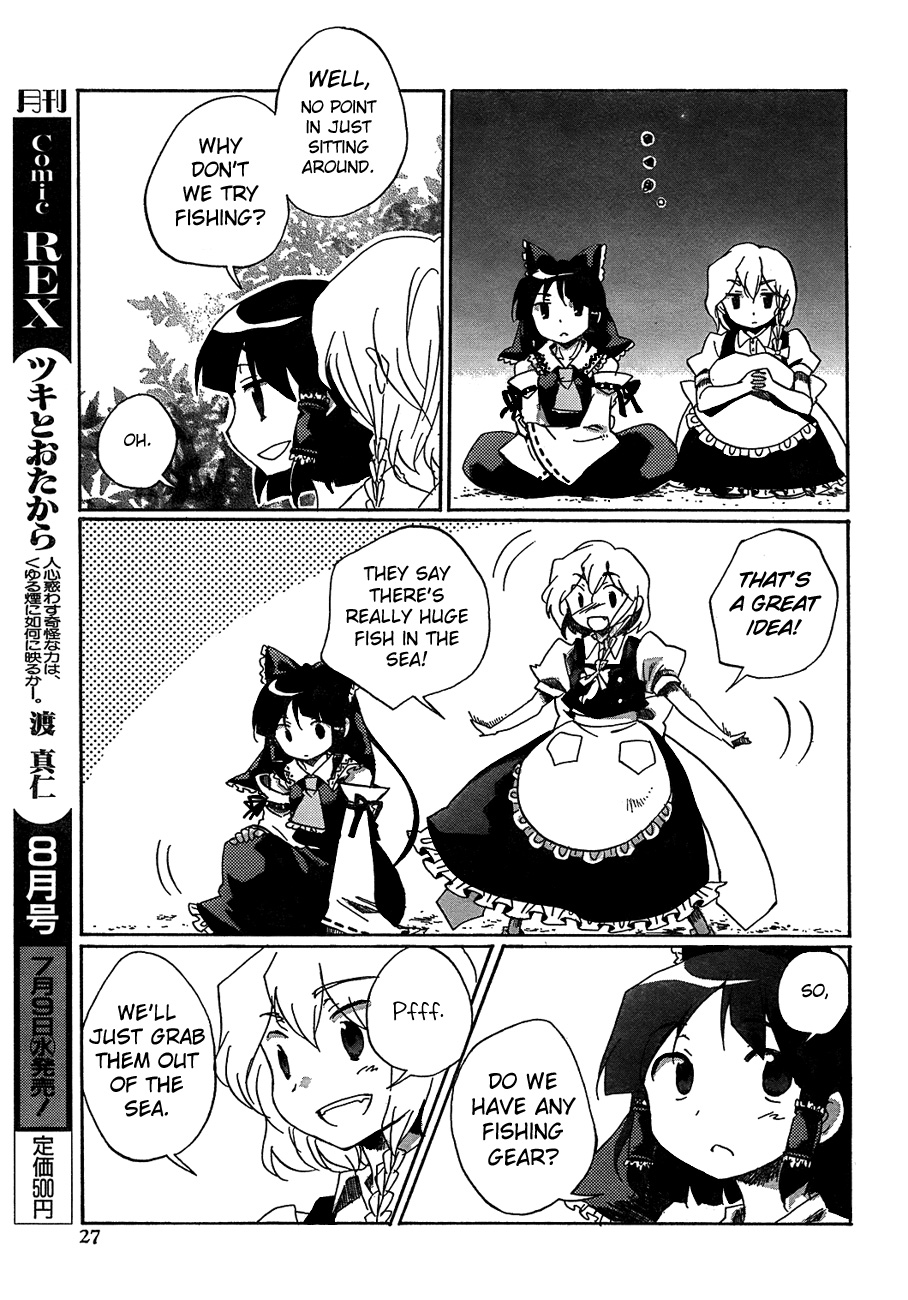 WELL,
NO POINT
IN JUST
SITTING
AROUND.
WHY
DON'T
WE TRY
FISHING?
OH.
THAT'S
A GREAT
IDEA!
THEY SAY
THERE'S
REALLY HUGE
FISH IN THE
SEA!
SO,
DO WE
HAVE ANY
FISHING
GEAR?
Pfff.
WE'LL
JUST GRAB
THEM OUT
OF THE
SEA.
月刊
Comic REX
ツキとおたから
人心惑わす奇怪な力は、
くゆる煙に如何に映るかー。
渡 真仁
8月号
7月9日㊌発売!
定価500円
27